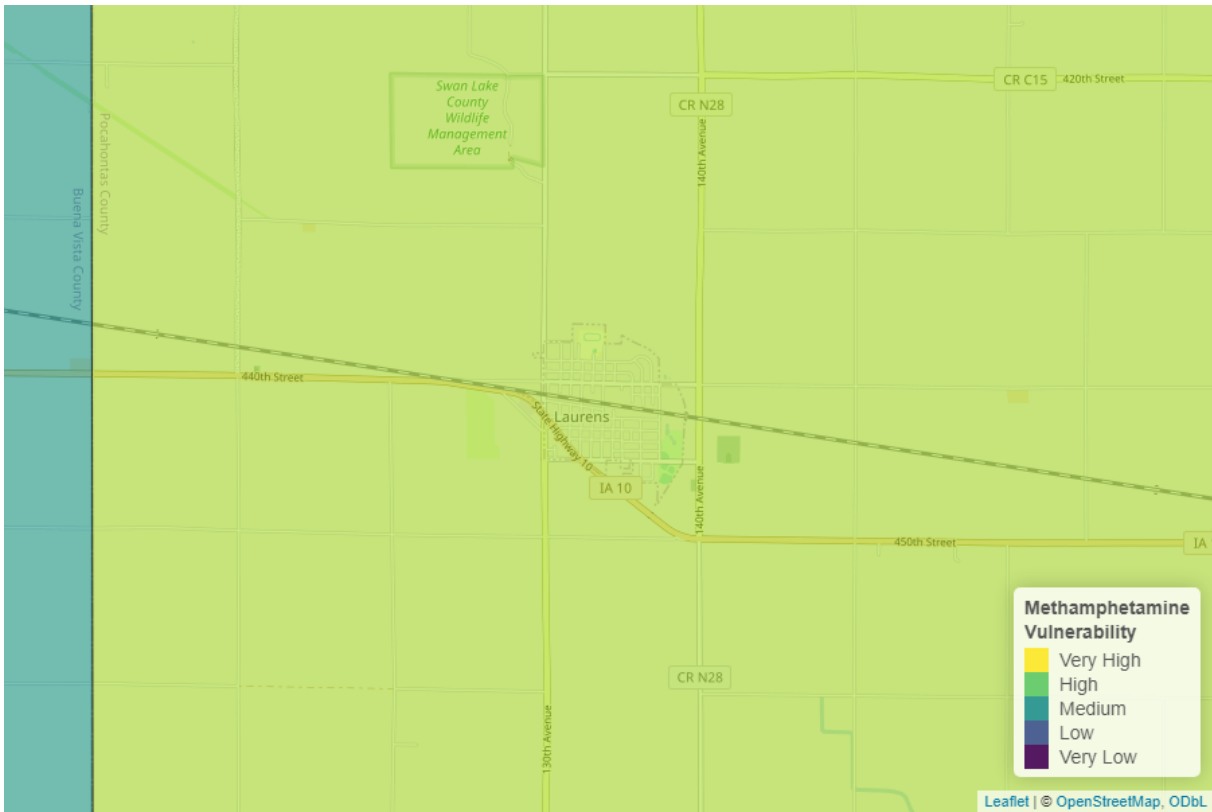 Swan Lake
County
Wildlife
Management
Area
CR C15
420th Street
CR N28
140th Avenue
Pocahontas County
Buena Vista County
440th Street
Laurens
State Highway 10
IA 10
140th Avenue
450th Street
IA
CR N28
130th Avenue
Methamphetamine
Vulnerability
Very High
High
Medium
Low
Very Low
Leaflet | © OpenStreetMap, ODbL